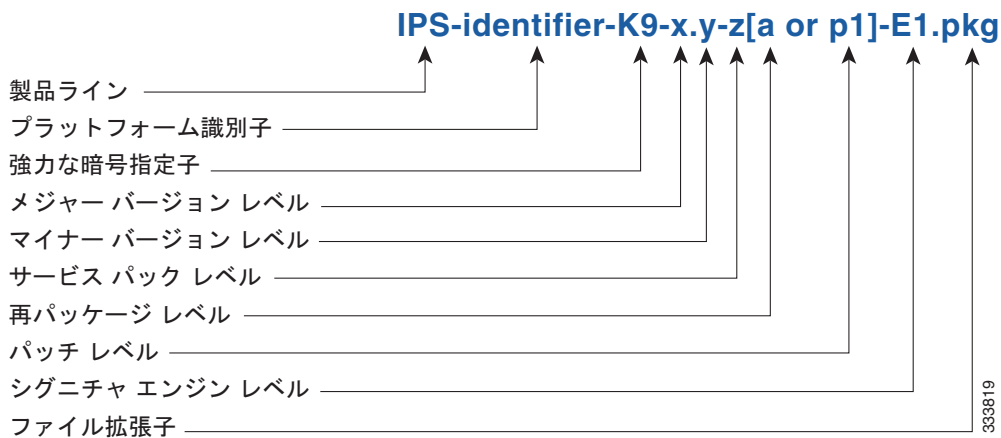 IPS-identifier-K9-x.y-z[a or p1]-E1.pkg
製品ライン
プラットフォーム識別子
強力な暗号指定子
メジャー バージョン レベル
マイナー バージョン レベル
サービス パック レベル
再パッケージ レベル
パッチ レベル
シグニチャ エンジン レベル
ファイル拡張子
333819